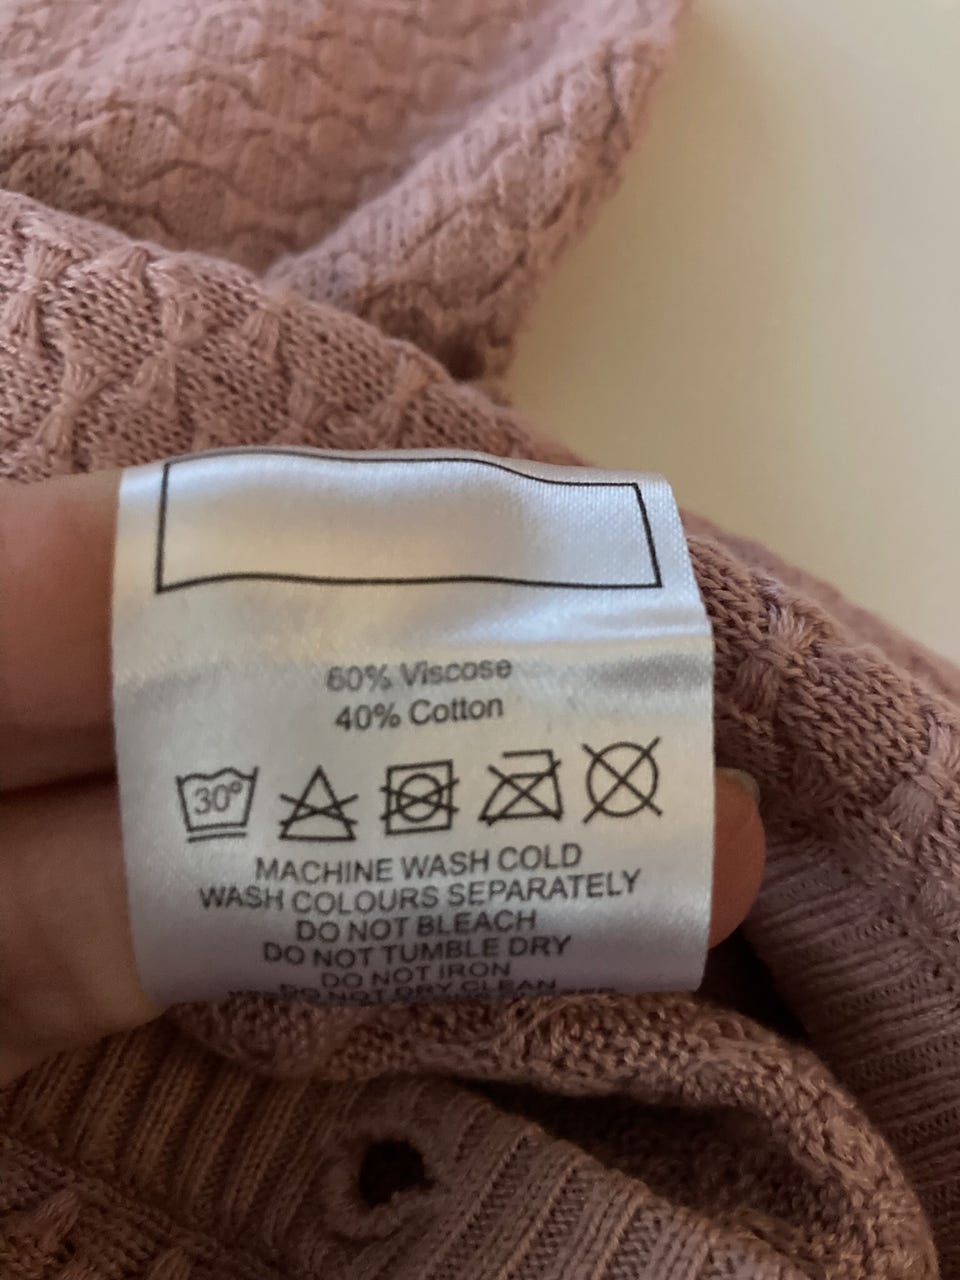 60% Viscose
40% Cotton
30°
MACHINE WASH COLD
WASH COLOURS SEPARATELY
DO NOT BLEACH
DO NOT TUMBLE DRY
DO NOT IRON
DO NOT DRY CLEAN